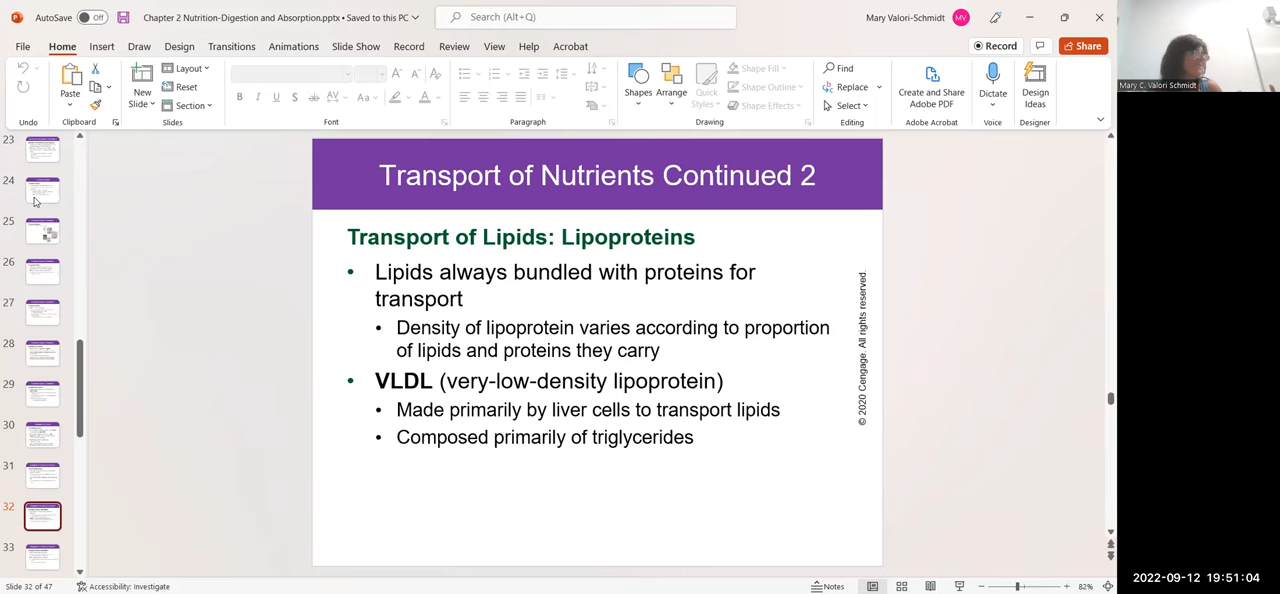 AutoSave Off Chapter 2 Nutrition-Digestion and Absorption.pptx • Saved to this PC Search (Alt+Q) Mary Valori-Schmidt MV
File Home Insert Draw Design Transitions Animations Slide Show Record Review View Help Acrobat Record Share
Paste New Slide Layout Reset Section B I U S ab AV Aa A Shapes Arrange Quick Styles Shape Fill Shape Outline Shape Effects Find Replace Select Create and Share Adobe PDF Dictate Design Ideas
Undo Clipboard Slides Font Paragraph Drawing Editing Adobe Acrobat Voice Designer
Mary C. Valori Schmidt
23
24
25
26
27
28
29
30
31
32
33
Transport of Nutrients Continued 2
Transport of Lipids: Lipoproteins
• Lipids always bundled with proteins for
transport
• Density of lipoprotein varies according to proportion
of lipids and proteins they carry
• VLDL (very-low-density lipoprotein)
• Made primarily by liver cells to transport lipids
• Composed primarily of triglycerides
© 2020 Cengage. All rights reserved.
Slide 32 of 47 Accessibility: Investigate Notes 82%
2022-09-12 19:51:04